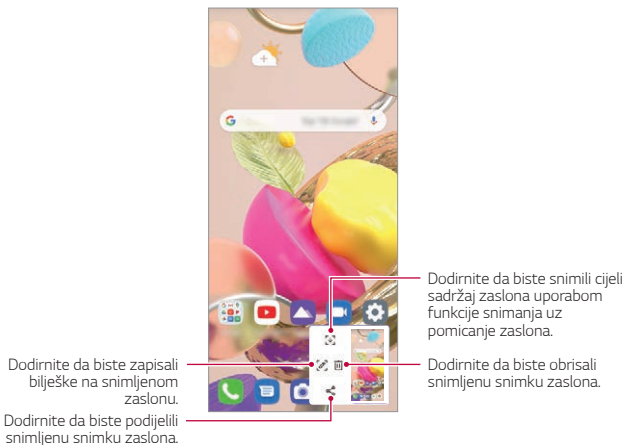 Dodirnite da biste snimili cijeli
sadržaj zaslona uporabom
funkcije snimanja uz
pomicanje zaslona.
Dodirnite da biste zapisali
bilješke na snimljenom
zaslonu.
Dodirnite da biste obrisali
snimljenu snimku zaslona.
Dodirnite da biste podijelili
snimljenu snimku zaslona.